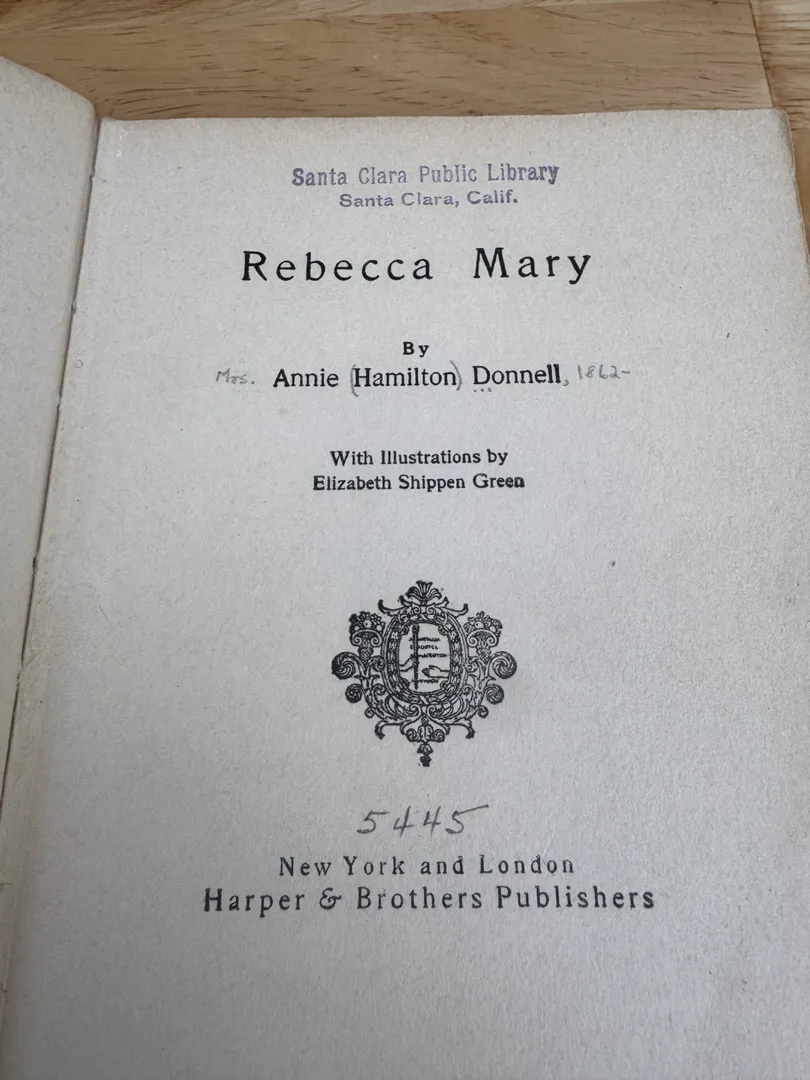 Santa Clara Public Library
Santa Clara, Calif.
Rebecca Mary
By
Mrs. Annie (Hamilton) Donnell, 1862-
With Illustrations by
Elizabeth Shippen Green
5445
New York and London
Harper & Brothers Publishers